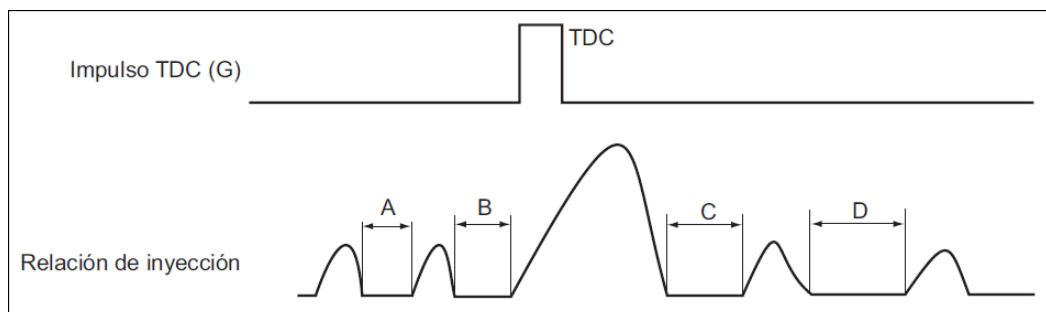 TDC
Impulso TDC (G)
A
B
C
D
Relación de inyección